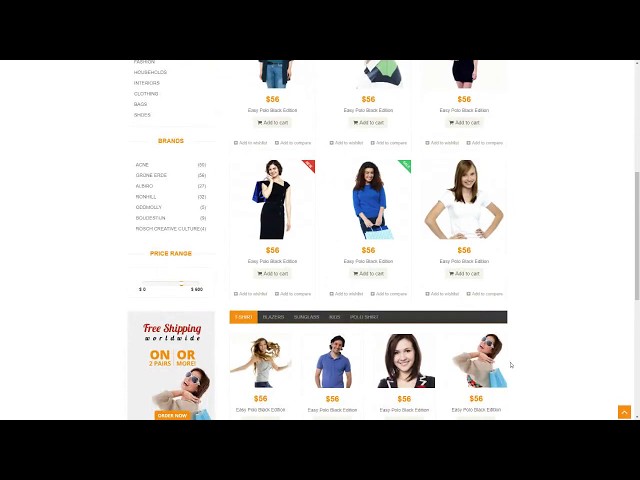 FASHION
HOUSEHOLDS
INTERIORS
CLOTHING
BAGS
SHOES
BRANDS
ACNE (50)
GRÜNE ERDE (56)
ALBIRO (27)
RONHILL (32)
ODDMOLLY (5)
BOUDESTIJN (9)
RÖSCH CREATIVE CULTURE (4)
PRICE RANGE
$ 0 $ 600
Free Shipping
worldwide
ON OR
2 PAIRS MORE!
ORDER NOW
$56 $56 $56
Easy Polo Black Edition Easy Polo Black Edition Easy Polo Black Edition
Add to cart Add to cart Add to cart
Add to wishlist Add to compare Add to wishlist Add to compare Add to wishlist Add to compare
$56 $56 $56
Easy Polo Black Edition Easy Polo Black Edition Easy Polo Black Edition
Add to cart Add to cart Add to cart
Add to wishlist Add to compare Add to wishlist Add to compare Add to wishlist Add to compare
T-SHIRT BLAZERS SUNGLASS KIDS POLO SHIRT
$56 $56 $56 $56
Easy Polo Black Edition Easy Polo Black Edition Easy Polo Black Edition Easy Polo Black Edition